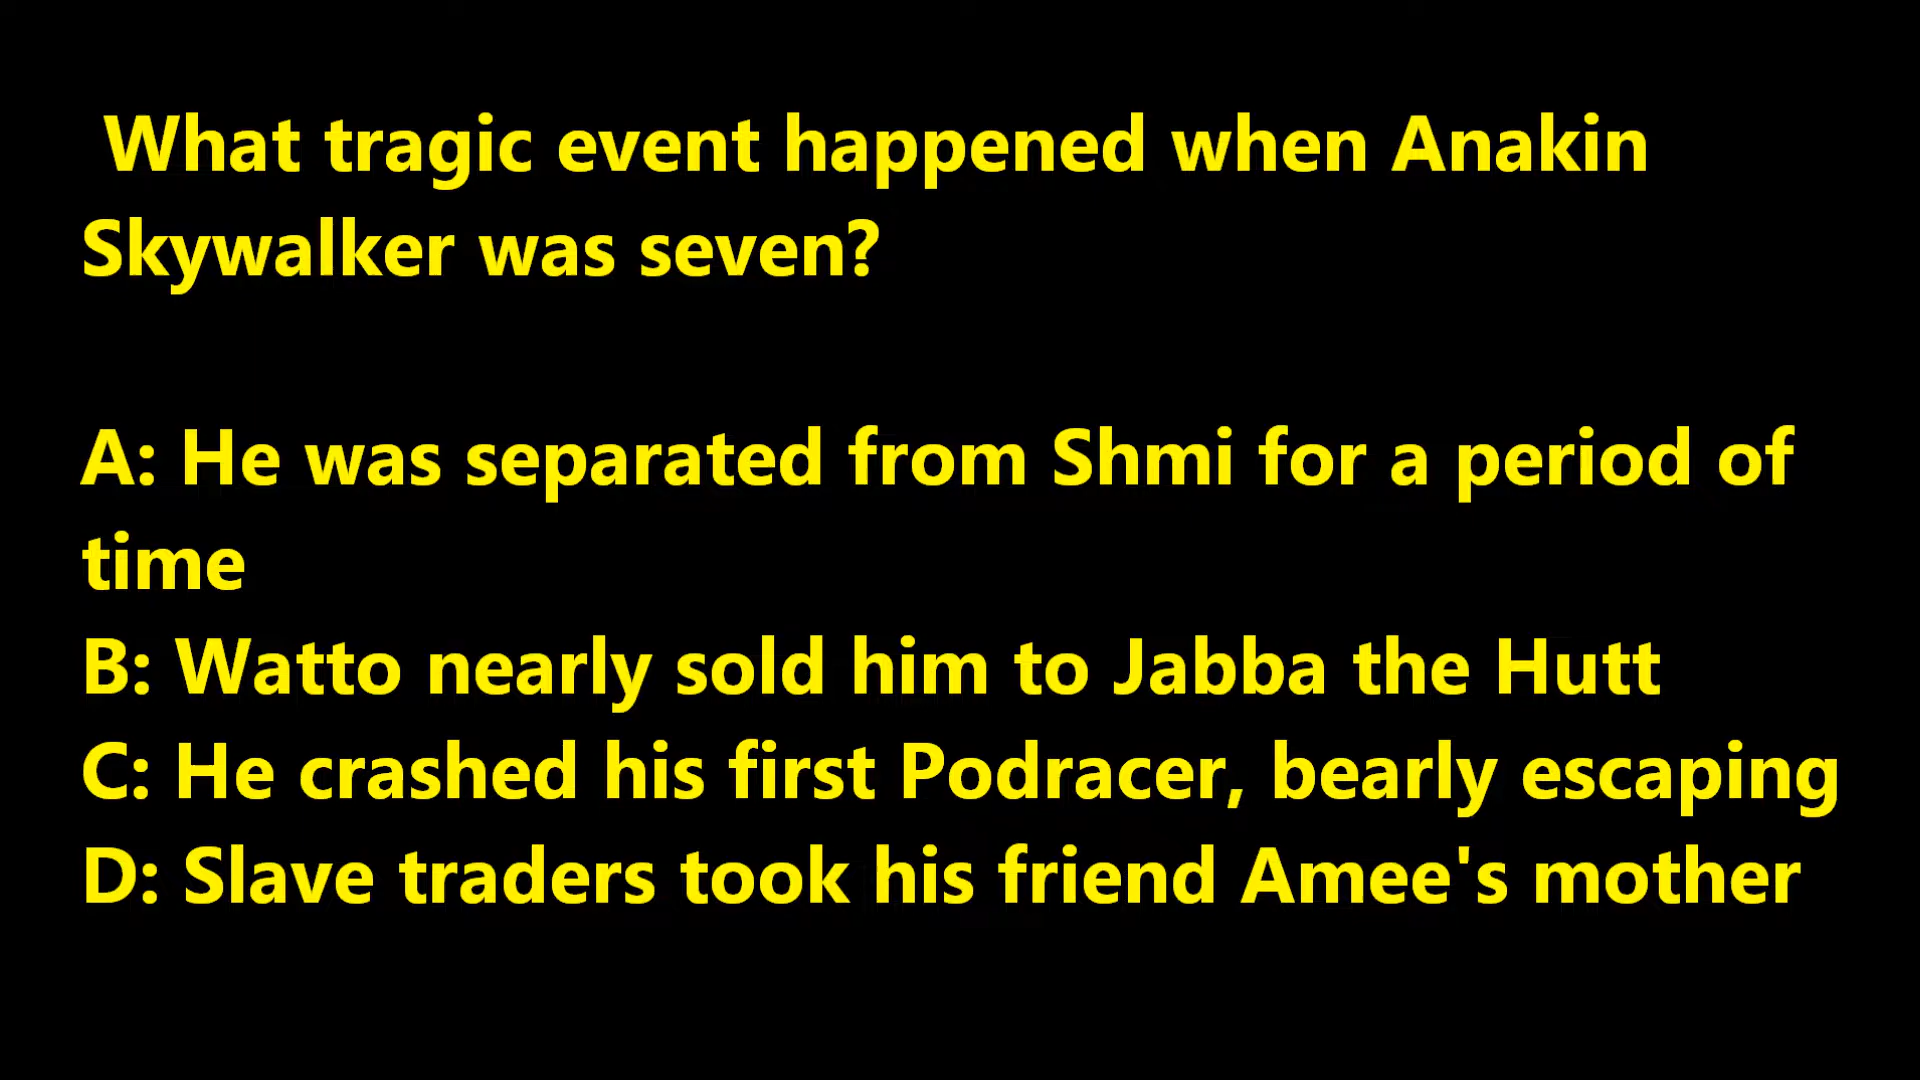 What tragic event happened when Anakin
Skywalker was seven?
A: He was separated from Shmi for a period of
time
B: Watto nearly sold him to Jabba the Hutt
C: He crashed his first Podracer, bearly escaping
D: Slave traders took his friend Amee's mother